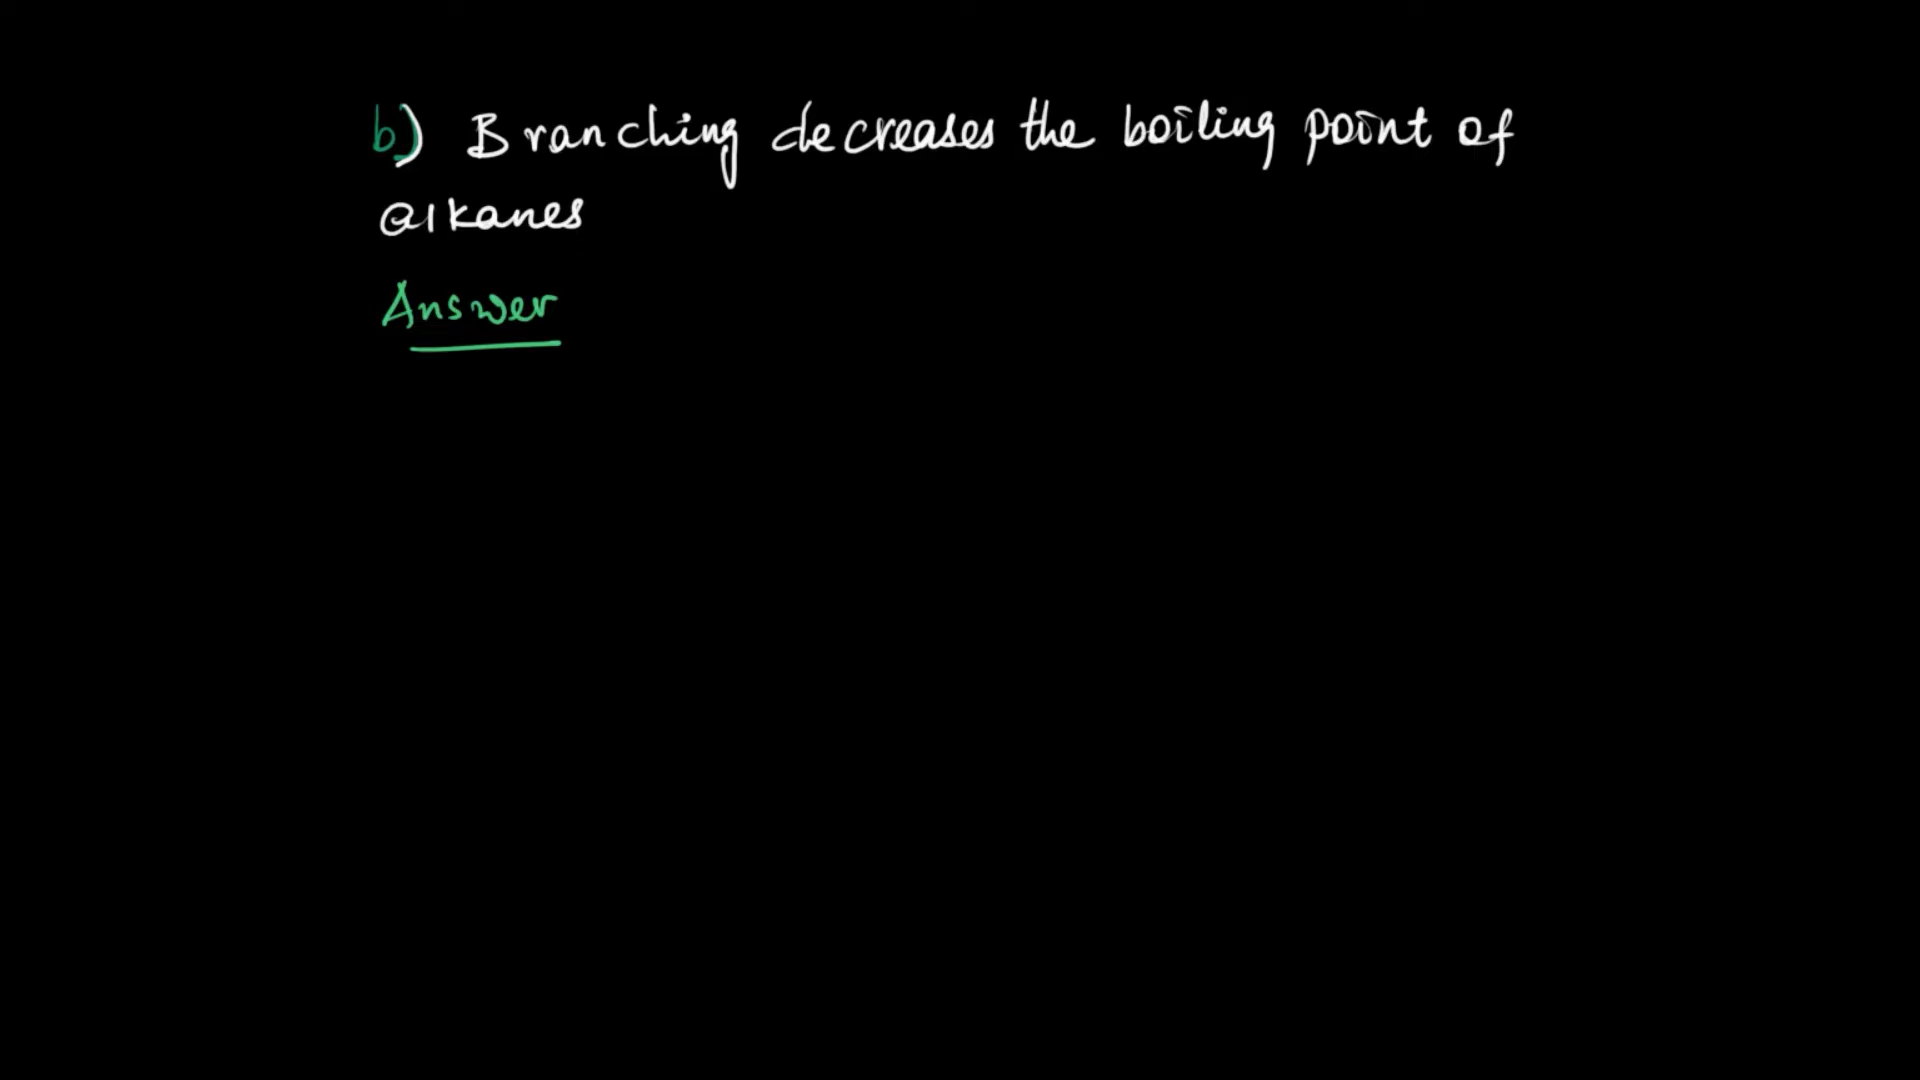 b) Branching decreases the boiling point of
alkanes
Answer